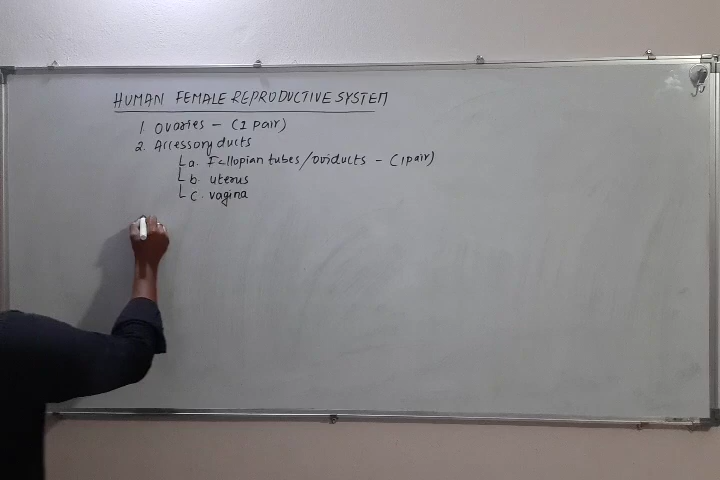 HUMAN FEMALE REPRODUCTIVE SYSTEM
1. Ovaries - (1 pair)
2. Accessory ducts
a. Fallopian tubes/oviducts - (1 pair)
b. uterus
c. vagina